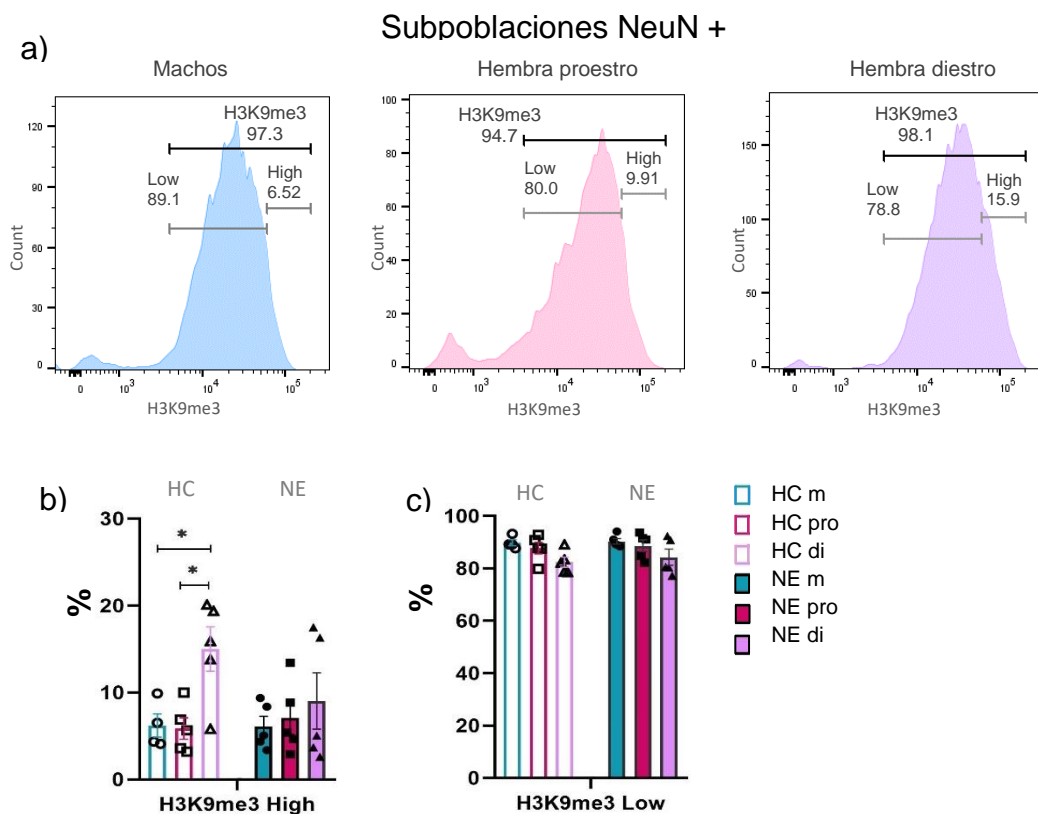 Subpoblaciones NeuN +
a)
Machos
Hembra proestro
Hembra diestro
H3K9me3
97.3
Low
89.1
High
6.52
120
90
60
30
0
Count
0
10³
10⁴
10⁵
H3K9me3
H3K9me3
94.7
Low
80.0
High
9.91
100
80
60
40
20
0
Count
0
10³
10⁴
10⁵
H3K9me3
H3K9me3
98.1
Low
78.8
High
15.9
150
100
50
0
Count
0
10³
10⁴
10⁵
H3K9me3
b)
HC
NE
30
20
10
0
%
*
*
H3K9me3 High
c)
HC
NE
100
80
60
40
20
0
%
H3K9me3 Low
HC m
HC pro
HC di
NE m
NE pro
NE di